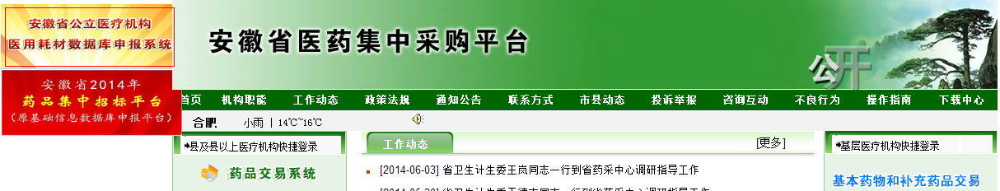 安徽省公立医疗机构
医用耗材数据库申报系统
安徽省医药集中采购平台
公开
安徽省2014年
药品集中招标平台
（原基础信息数据库申报平台）
首页 机构职能 工作动态 政策法规 通知公告 联系方式 市县动态 投诉举报 咨询互动 不良行为 操作指南 下载中心
合肥 小雨 | 14℃~16℃
县及县以上医疗机构快捷登录
工作动态 [更多]
基层医疗机构快捷登录
药品交易系统
[2014-06-03] 省卫生计生委王岚同志一行到省药采中心调研指导工作
基本药物和补充药品交易